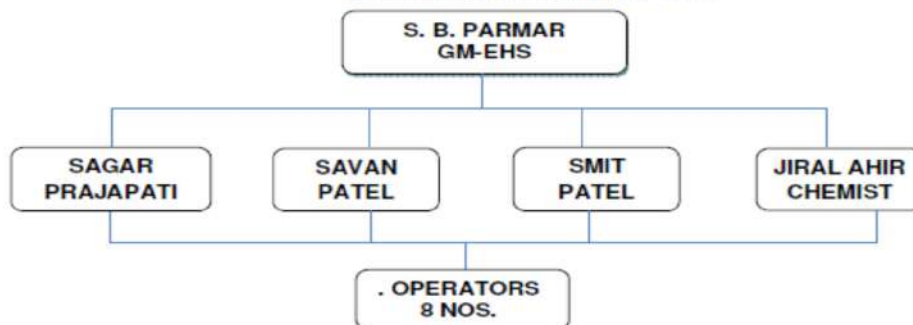 S. B. PARMAR
GM-EHS
SAGAR
PRAJAPATI
SAVAN
PATEL
SMIT
PATEL
JIRAL AHIR
CHEMIST
. OPERATORS
8 NOS.